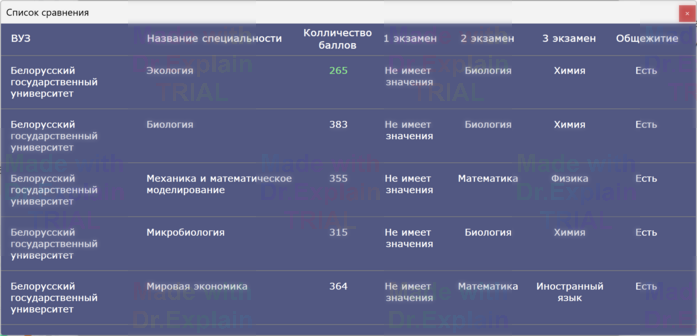 Список сравнения
ВУЗ Название специальности Колличество баллов 1 экзамен 2 экзамен 3 экзамен Общежитие
Белорусский государственный университет Экология 265 Не имеет значения Биология Химия Есть
Белорусский государственный университет Биология 383 Не имеет значения Биология Химия Есть
Белорусский государственный университет Механика и математическое моделирование 355 Не имеет значения Математика Физика Есть
Белорусский государственный университет Микробиология 315 Не имеет значения Биология Химия Есть
Белорусский государственный университет Мировая экономика 364 Не имеет значения Математика Иностранный язык Есть
Made with
Dr.Explain
TRIAL